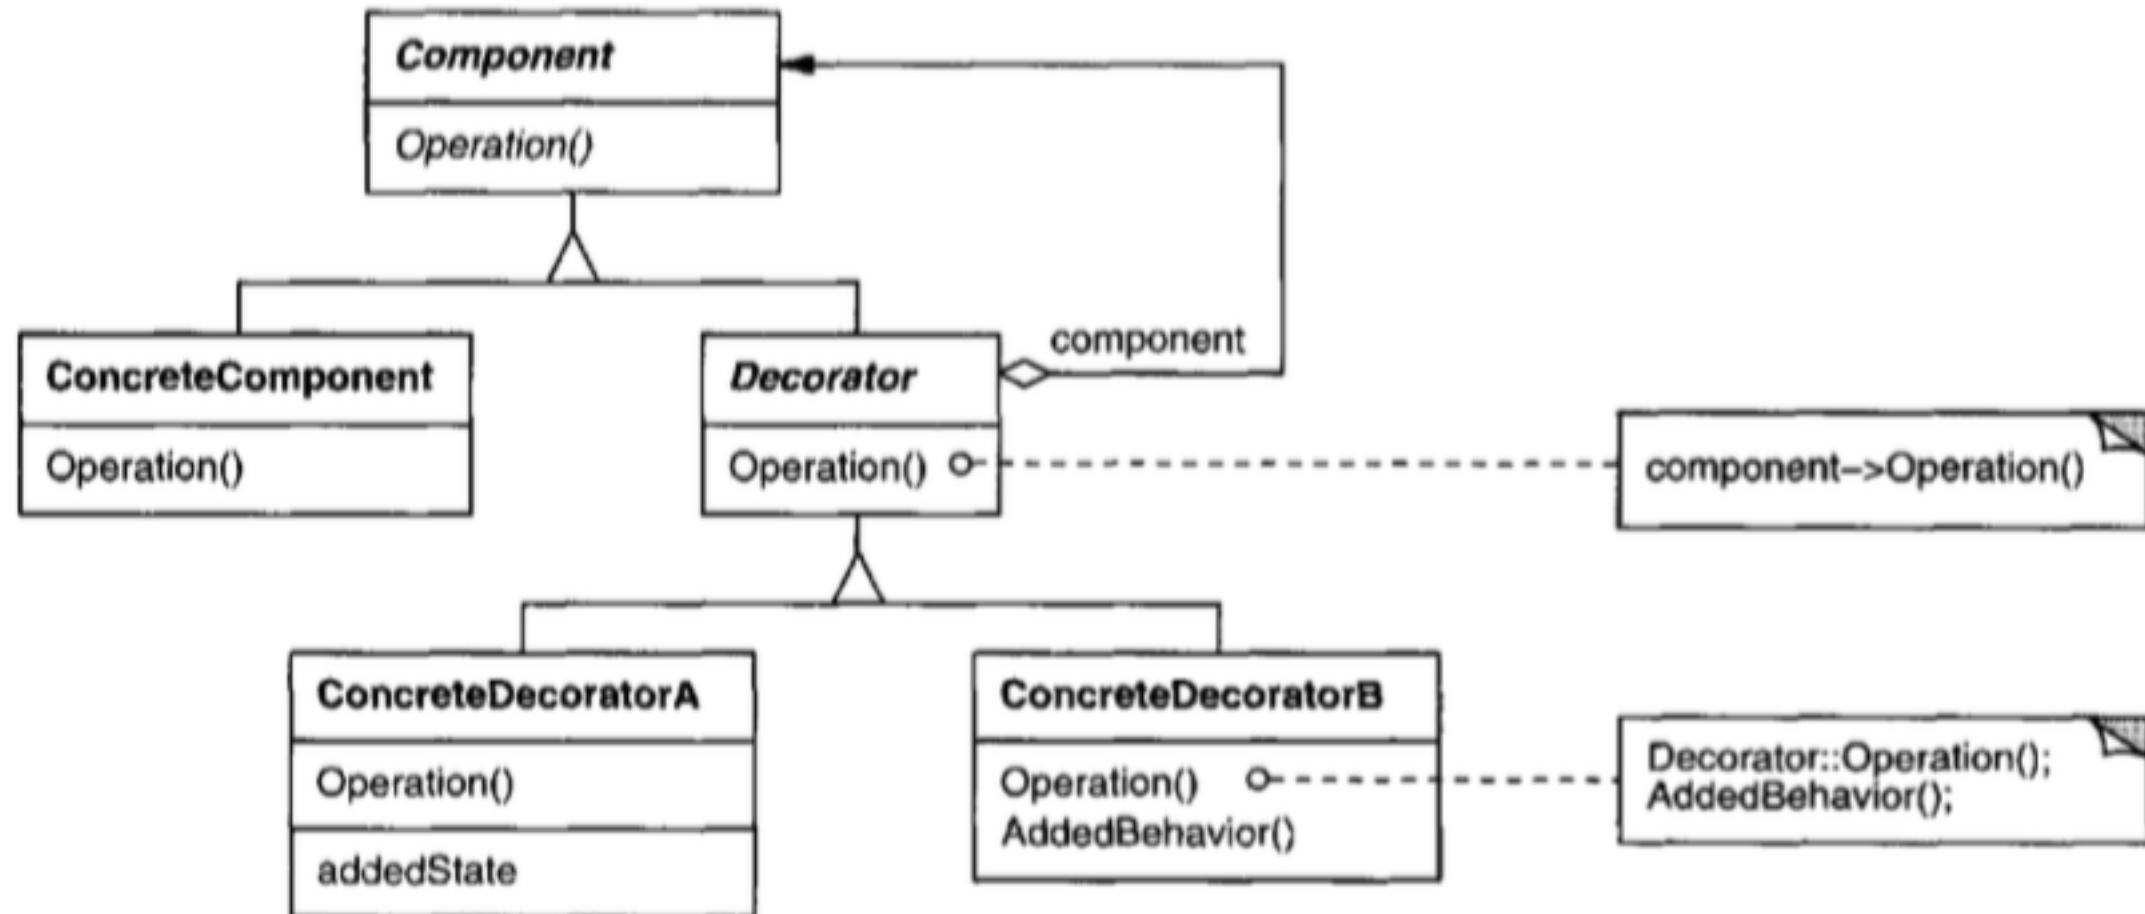 Component
Operation()
component
ConcreteComponent
Decorator
Operation()
Operation()
component–>Operation()
ConcreteDecoratorA
ConcreteDecoratorB
Operation()
addedState
Operation()
AddedBehavior()
Decorator::Operation();
AddedBehavior();